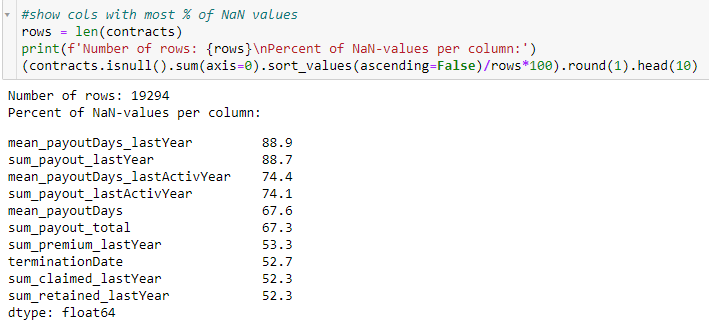 #show cols with most % of NaN values
rows = len(contracts)
print(f'Number of rows: {rows}\nPercent of NaN-values per column:')
(contracts.isnull().sum(axis=0).sort_values(ascending=False)/rows*100).round(1).head(10)
Number of rows: 19294
Percent of NaN-values per column:
mean_payoutDays_lastYear 88.9
sum_payout_lastYear 88.7
mean_payoutDays_lastActivYear 74.4
sum_payout_lastActivYear 74.1
mean_payoutDays 67.6
sum_payout_total 67.3
sum_premium_lastYear 53.3
terminationDate 52.7
sum_claimed_lastYear 52.3
sum_retained_lastYear 52.3
dtype: float64